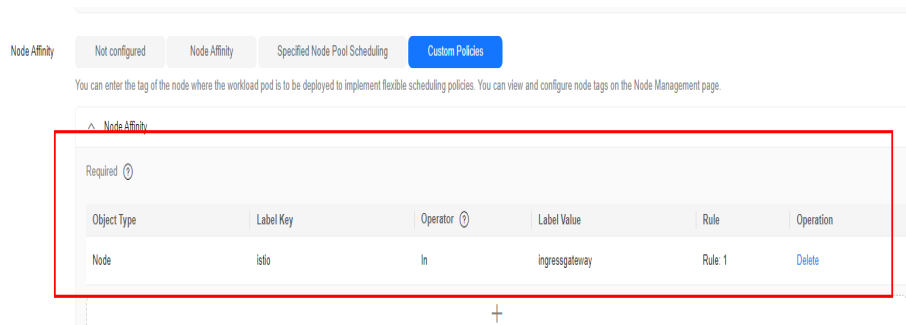 Node Affinity Not configured Node Affinity Specified Node Pool Scheduling Custom Policies
You can enter the tag of the node where the workload pod is to be deployed to implement flexible scheduling policies. You can view and configure node tags on the Node Management page.
Node Affinity
Required ?
Object Type Label Key Operator ? Label Value Rule Operation
Node istio In ingressgateway Rule: 1 Delete
+